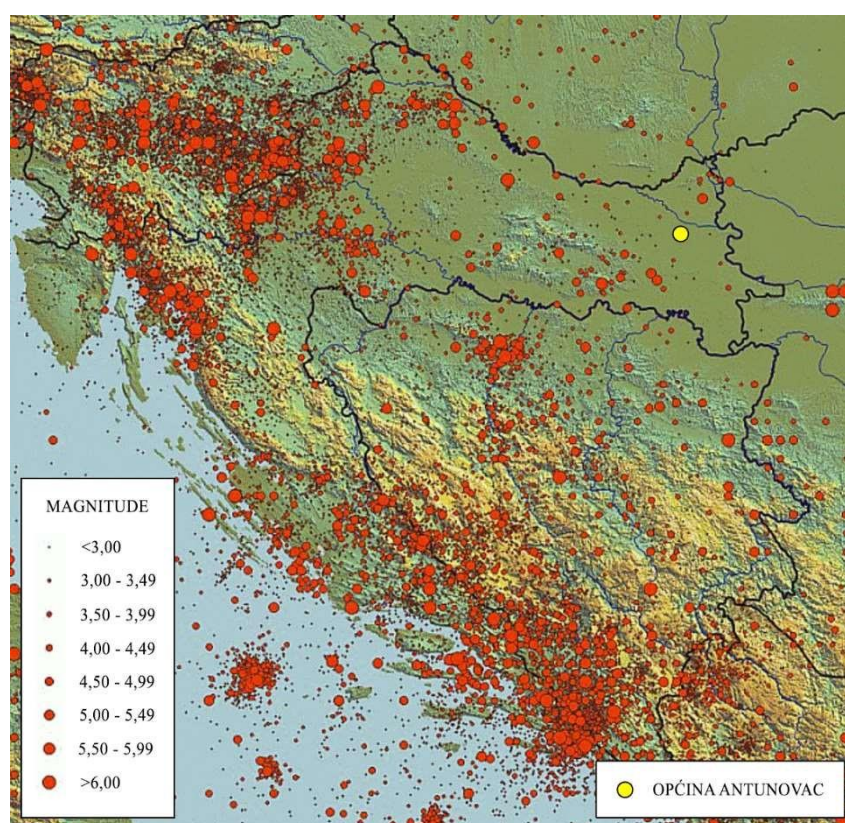 MAGNITUDE
<3,00
3,00 - 3,49
3,50 - 3,99
4,00 - 4,49
4,50 - 4,99
5,00 - 5,49
5,50 - 5,99
>6,00
OPĆINA ANTUNOVAC